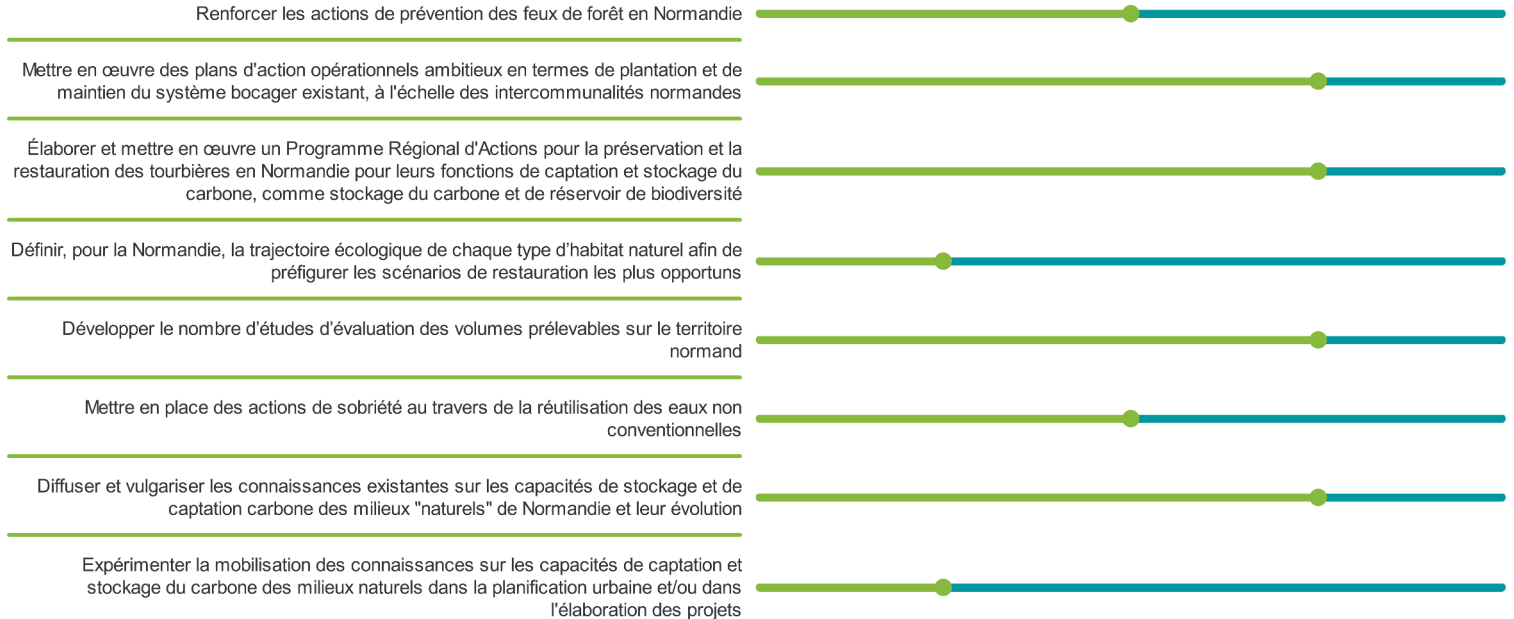 Renforcer les actions de prévention des feux de forêt en Normandie
Mettre en œuvre des plans d'action opérationnels ambitieux en termes de plantation et de
maintien du système bocager existant, à l'échelle des intercommunalités normandes
Élaborer et mettre en œuvre un Programme Régional d'Actions pour la préservation et la
restauration des tourbières en Normandie pour leurs fonctions de captation et stockage du
carbone, comme stockage du carbone et de réservoir de biodiversité
Définir, pour la Normandie, la trajectoire écologique de chaque type d’habitat naturel afin de
préfigurer les scénarios de restauration les plus opportuns
Développer le nombre d’études d’évaluation des volumes prélevables sur le territoire
normand
Mettre en place des actions de sobriété au travers de la réutilisation des eaux non
conventionnelles
Diffuser et vulgariser les connaissances existantes sur les capacités de stockage et de
captation carbone des milieux "naturels" de Normandie et leur évolution
Expérimenter la mobilisation des connaissances sur les capacités de captation et
stockage du carbone des milieux naturels dans la planification urbaine et/ou dans
l'élaboration des projets